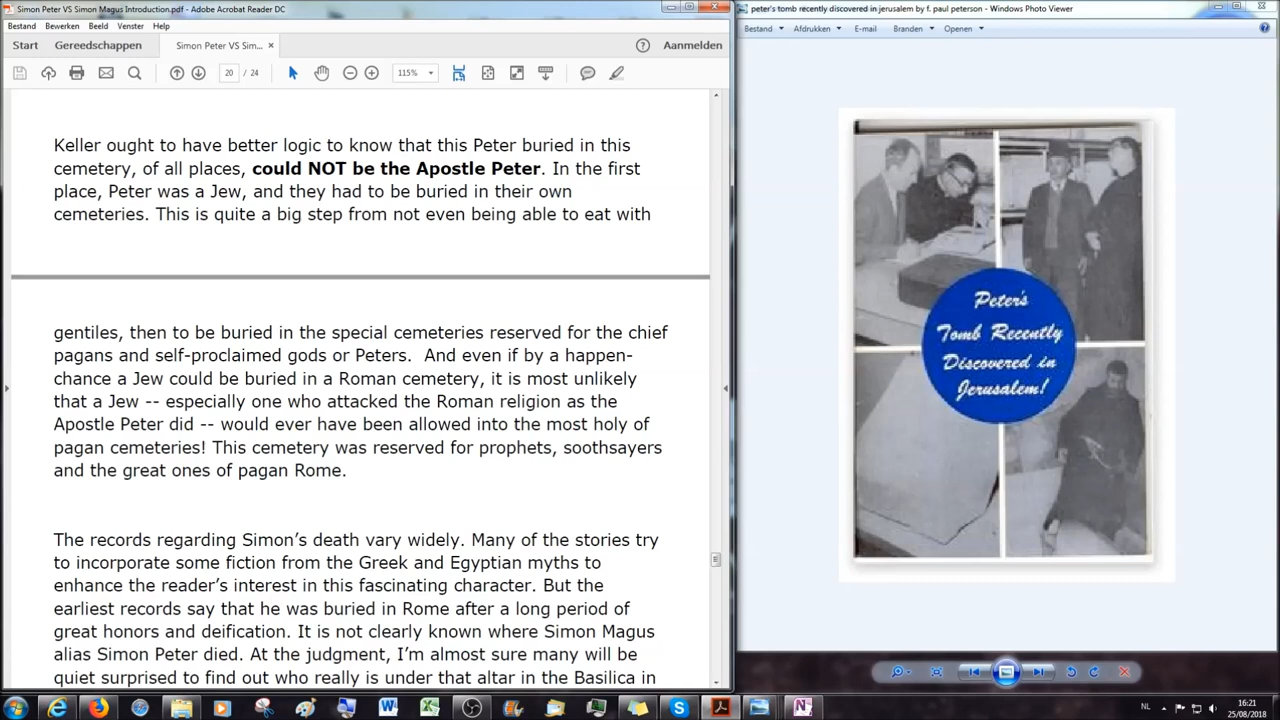 Simon Peter VS Simon Magus Introduction.pdf - Adobe Acrobat Reader DC
Bestand Bewerken Beeld Venster Help
Start Gereedschappen Simon Peter VS Sim... × Aanmelden
20 / 24 115%
Keller ought to have better logic to know that this Peter buried in this
cemetery, of all places, could NOT be the Apostle Peter. In the first
place, Peter was a Jew, and they had to be buried in their own
cemeteries. This is quite a big step from not even being able to eat with
gentiles, then to be buried in the special cemeteries reserved for the chief
pagans and self-proclaimed gods or Peters. And even if by a happen-
chance a Jew could be buried in a Roman cemetery, it is most unlikely
that a Jew -- especially one who attacked the Roman religion as the
Apostle Peter did -- would ever have been allowed into the most holy of
pagan cemeteries! This cemetery was reserved for prophets, soothsayers
and the great ones of pagan Rome.
The records regarding Simon's death vary widely. Many of the stories try
to incorporate some fiction from the Greek and Egyptian myths to
enhance the reader's interest in this fascinating character. But the
earliest records say that he was buried in Rome after a long period of
great honors and deification. It is not clearly known where Simon Magus
alias Simon Peter died. At the judgment, I'm almost sure many will be
quiet surprised to find out who really is under that altar in the Basilica in
peter's tomb recently discovered in jerusalem by f. paul peterson - Windows Photo Viewer
Bestand Afdrukken E-mail Branden Openen
Peter's
Tomb Recently
Discovered in
Jerusalem!
NL 16:21
25/08/2018